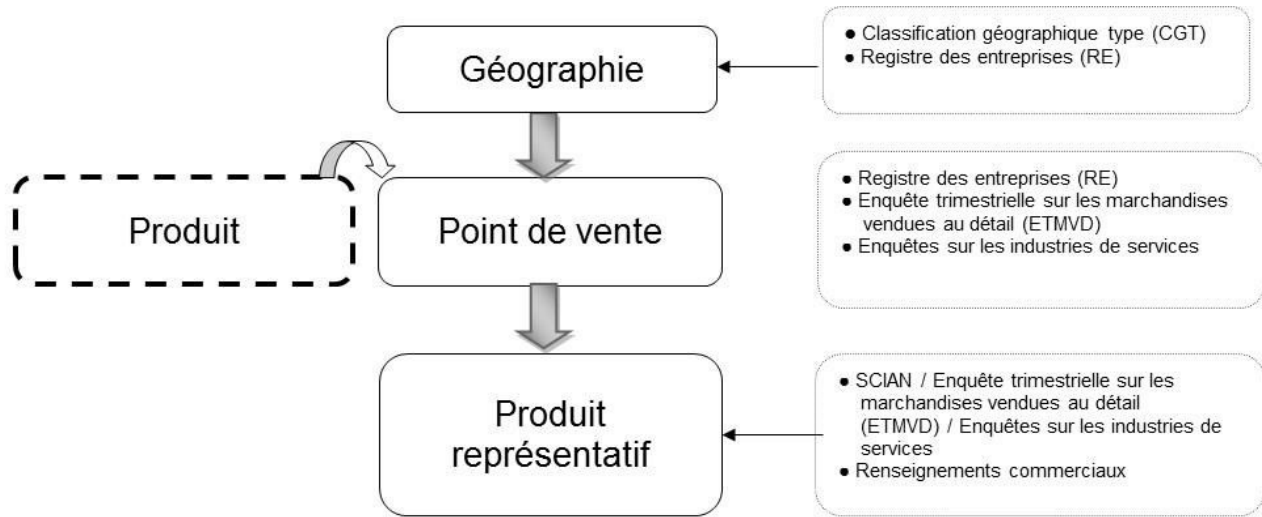 Géographie
● Classification géographique type (CGT)
● Registre des entreprises (RE)
Produit
Point de vente
● Registre des entreprises (RE)
● Enquête trimestrielle sur les marchandises
vendues au détail (ETMVD)
● Enquêtes sur les industries de services
Produit
représentatif
● SCIAN / Enquête trimestrielle sur les
marchandises vendues au détail
(ETMVD) / Enquêtes sur les industries de
services
● Renseignements commerciaux